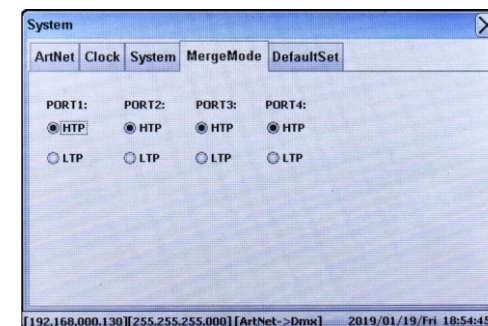 System
ArtNet Clock System MergeMode DefaultSet
PORT1: PORT2: PORT3: PORT4:
HTP HTP HTP HTP
LTP LTP LTP LTP
[192.168.000.130][255.255.255.000] [ArtNet->Dmx] 2019/01/19/Fri 18:54:45